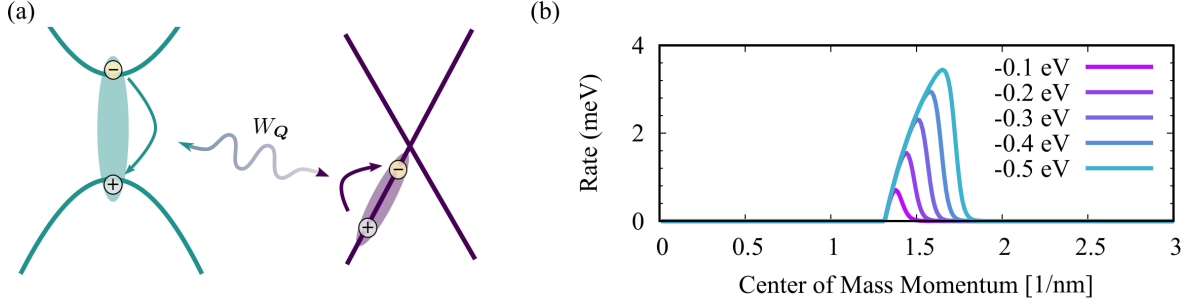 (a)
−
+
W_Q
−
+
(b)
Rate (meV)
4
2
0
-0.1 eV
-0.2 eV
-0.3 eV
-0.4 eV
-0.5 eV
0 0.5 1 1.5 2 2.5 3
Center of Mass Momentum [1/nm]